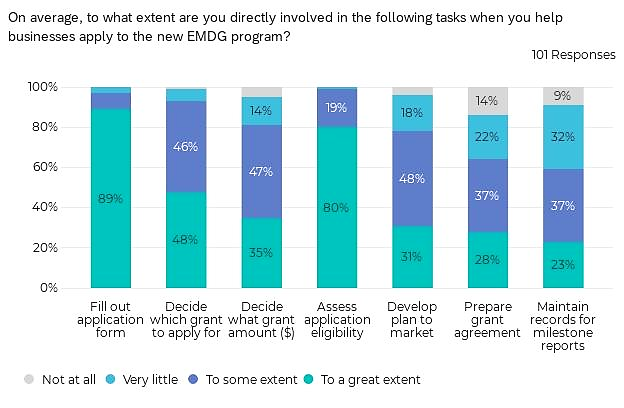 On average, to what extent are you directly involved in the following tasks when you help
businesses apply to the new EMDG program?
101 Responses
100%
80%
60%
40%
20%
0%
89%
46%
48%
14%
47%
35%
19%
80%
18%
48%
31%
14%
22%
37%
28%
9%
32%
37%
23%
Fill out
application
form
Decide
which grant
to apply for
Decide
what grant
amount ($)
Assess
application
eligibility
Develop
plan to
market
Prepare
grant
agreement
Maintain
records for
milestone
reports
Not at all Very little To some extent To a great extent